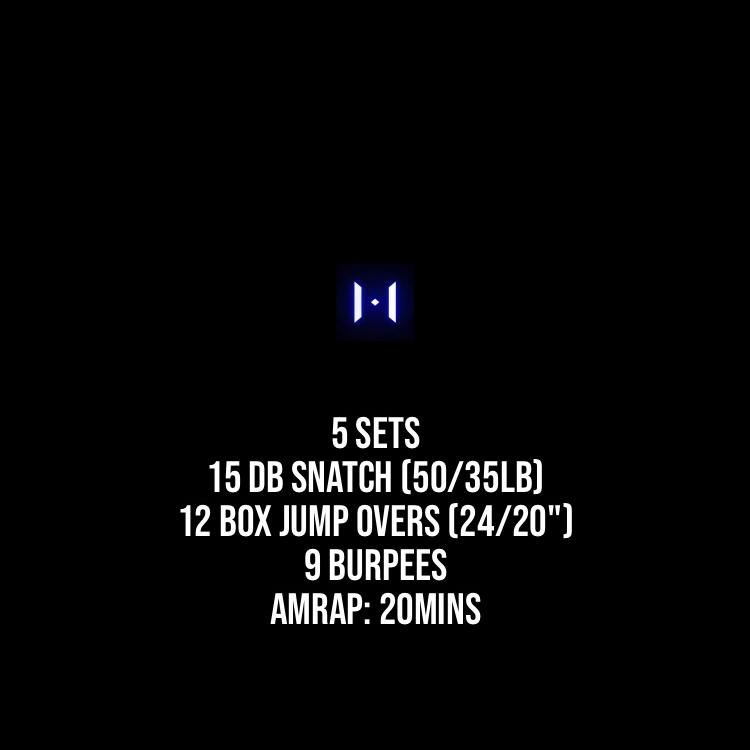 5 SETS
15 DB SNATCH (50/35LB)
12 BOX JUMP OVERS (24/20")
9 BURPEES
AMRAP: 20MINS